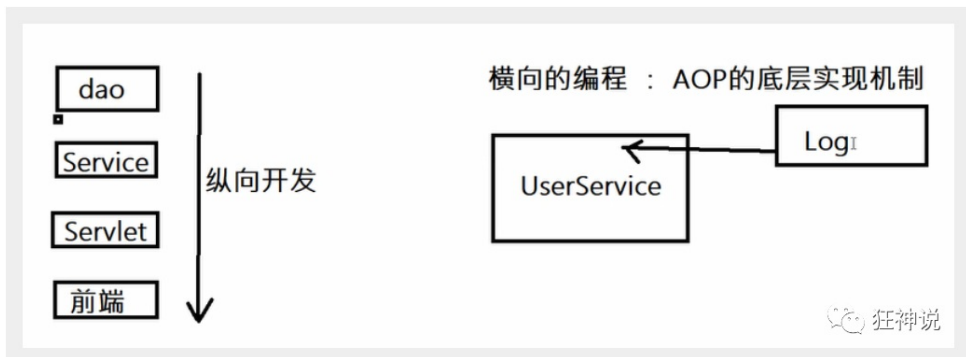 dao
Service
Servlet
前端
纵向开发
横向的编程 : AOP的底层实现机制
UserService
Log
狂神说